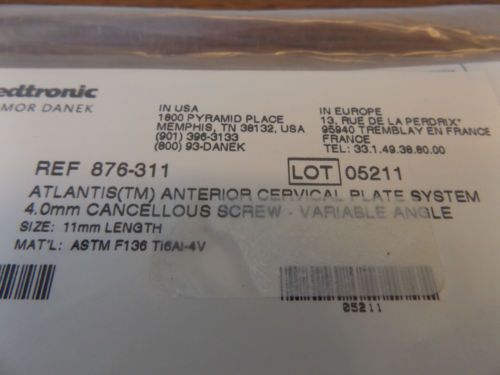 edtronic
MOR DANEK
IN USA
1800 PYRAMID PLACE
MEMPHIS, TN 38132, USA
(901) 396-3133
(800) 93-DANEK
IN EUROPE
13, RUE DE LA PERDRIX
95940 TREMBLAY EN FRANCE
FRANCE
TEL: 33.1.49.38.80.00
REF 876-311
LOT 05211
ATLANTIS(TM) ANTERIOR CERVICAL PLATE SYSTEM
4.0mm CANCELLOUS SCREW - VARIABLE ANGLE
SIZE: 11mm LENGTH
MAT'L: ASTM F136 Ti6Al-4V
05211